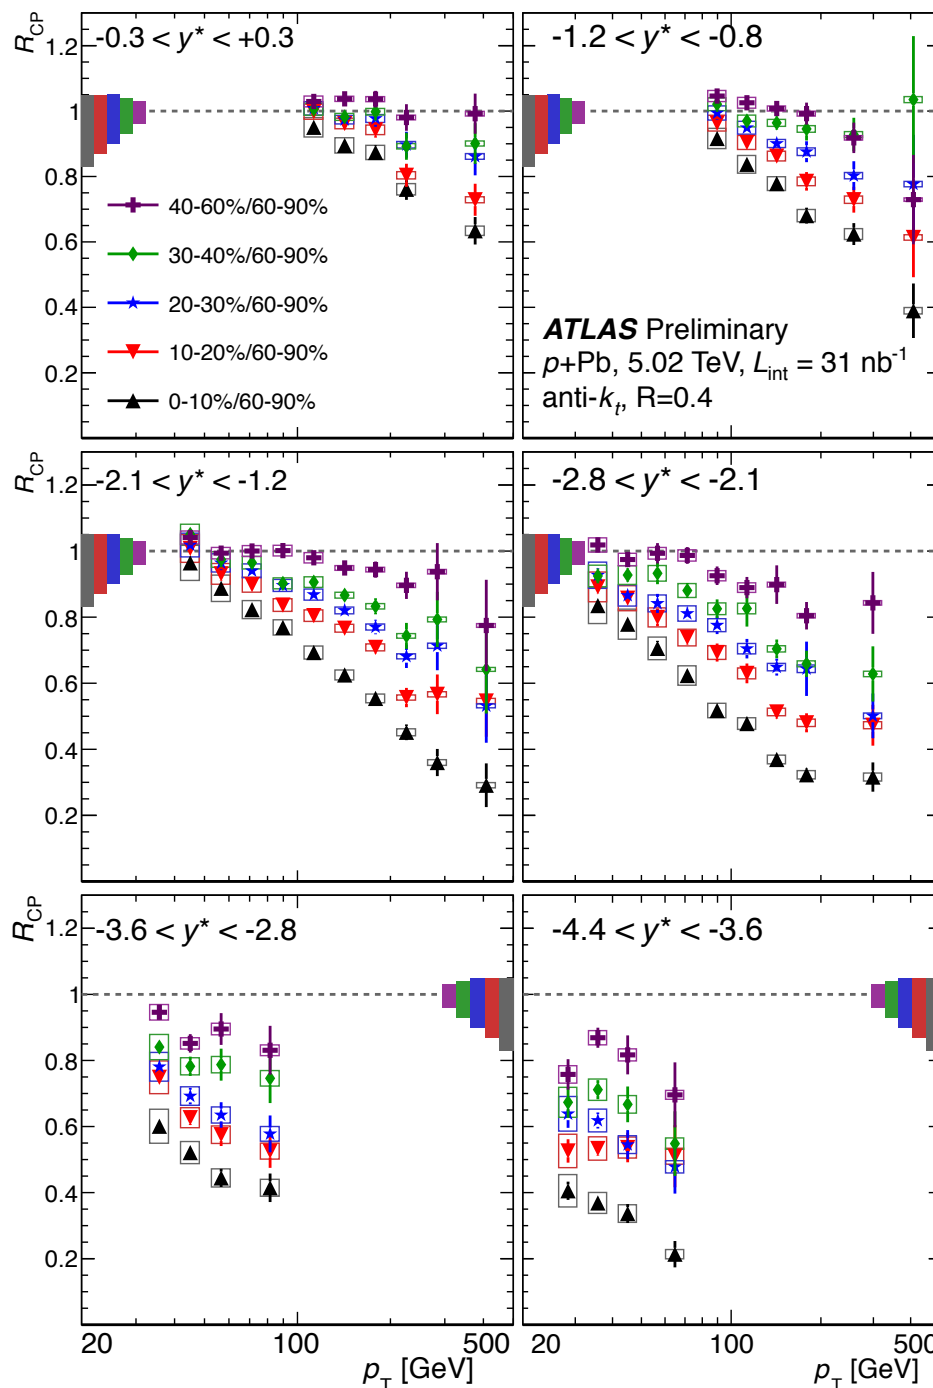 R_CP
-0.3 < y* < +0.3
-1.2 < y* < -0.8
1.2
1
0.8
0.6
0.4
0.2
40-60%/60-90%
30-40%/60-90%
20-30%/60-90%
10-20%/60-90%
0-10%/60-90%
ATLAS Preliminary
p+Pb, 5.02 TeV, L_int = 31 nb^-1
anti-k_t, R=0.4
R_CP
-2.1 < y* < -1.2
-2.8 < y* < -2.1
1.2
1
0.8
0.6
0.4
0.2
R_CP
-3.6 < y* < -2.8
-4.4 < y* < -3.6
1.2
1
0.8
0.6
0.4
0.2
20 100 500 20 100 500
p_T [GeV] p_T [GeV]